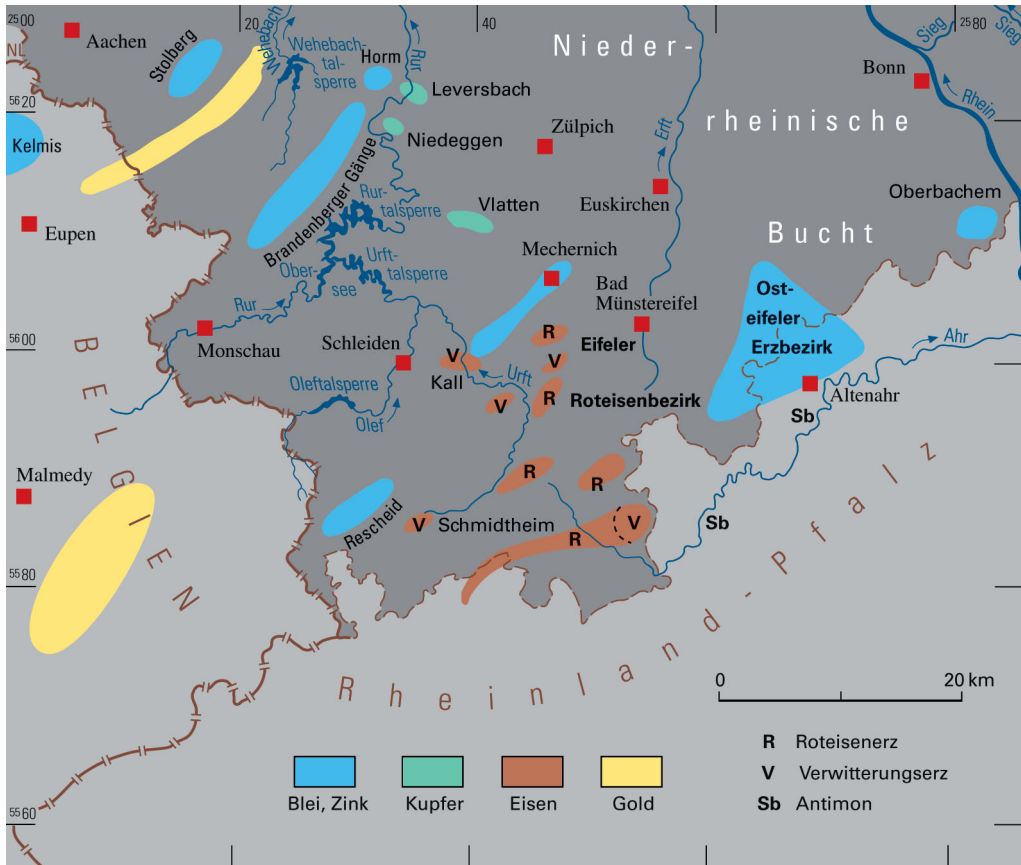 2500
20
40
2580
NL
Aachen
Stolberg
Wehebach
Wehebach-
tal-
sperre
Horm
Rur
Leversbach
Nieder-
Sieg
Sieg
Bonn
Rhein
5620
Kelmis
Niedeggen
Zülpich
Erft
rheinische
Brandenberger Gänge
Rur-
talsperre
Vlatten
Euskirchen
Oberbachem
Eupen
Bucht
Mechernich
Ober-
see
Urft-
talsperre
Bad
Münstereifel
Ost-
eifeler
Erzbezirk
Rur
5600
Monschau
Schleiden
R
Eifeler
Ahr
V
V
Kall
Urft
Oleftalsperre
R
Roteisenbezirk
V
Olef
Sb
Altenahr
BELGIEN
Malmedy
R
R
Rescheid
V
Schmidtheim
R
V
Sb
5580
Rheinland-Pfalz
0
20 km
R Roteisenerz
V Verwitterungserz
Sb Antimon
Blei, Zink
Kupfer
Eisen
Gold
5560